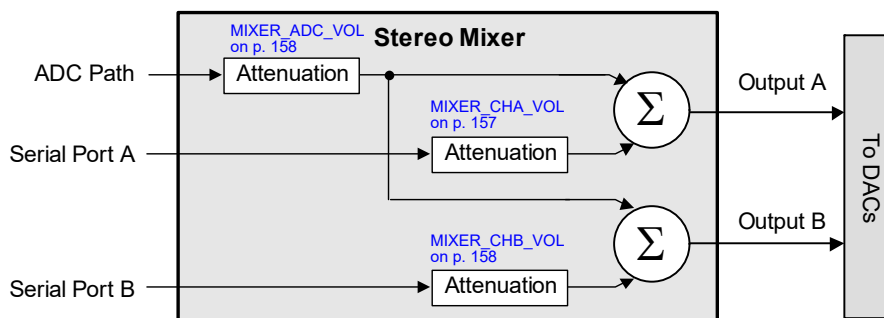 MIXER_ADC_VOL
on p. 158
Stereo Mixer
ADC Path
Attenuation
Output A
Σ
MIXER_CHA_VOL
on p. 157
Serial Port A
Attenuation
To DACs
Output B
Σ
MIXER_CHB_VOL
on p. 158
Serial Port B
Attenuation